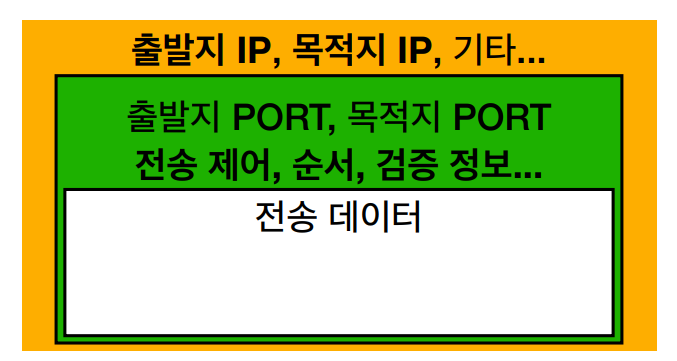 출발지 IP, 목적지 IP, 기타...
출발지 PORT, 목적지 PORT
전송 제어, 순서, 검증 정보...
전송 데이터